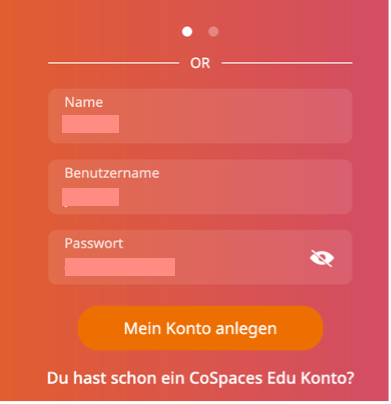 OR
Name
Benutzername
Passwort
Mein Konto anlegen
Du hast schon ein CoSpaces Edu Konto?